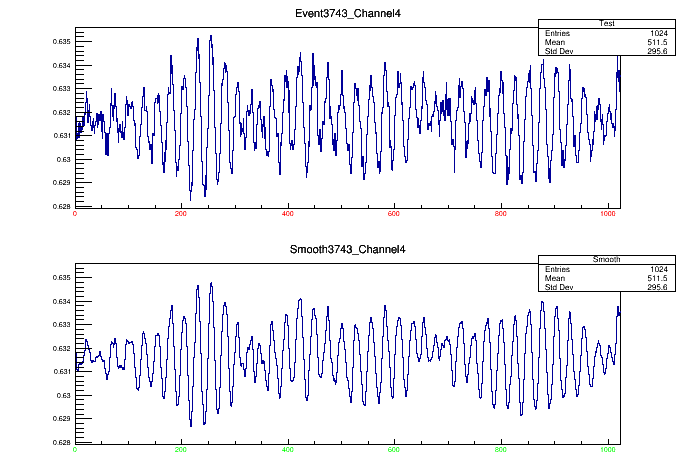 Event3743_Channel4
Test
Entries 1024
Mean 511.5
Std Dev 295.6
0.635
0.634
0.633
0.632
0.631
0.63
0.629
0.628
0 200 400 600 800 1000
Smooth3743_Channel4
Smooth
Entries 1024
Mean 511.5
Std Dev 295.6
0.635
0.634
0.633
0.632
0.631
0.63
0.629
0.628
0 200 400 600 800 1000